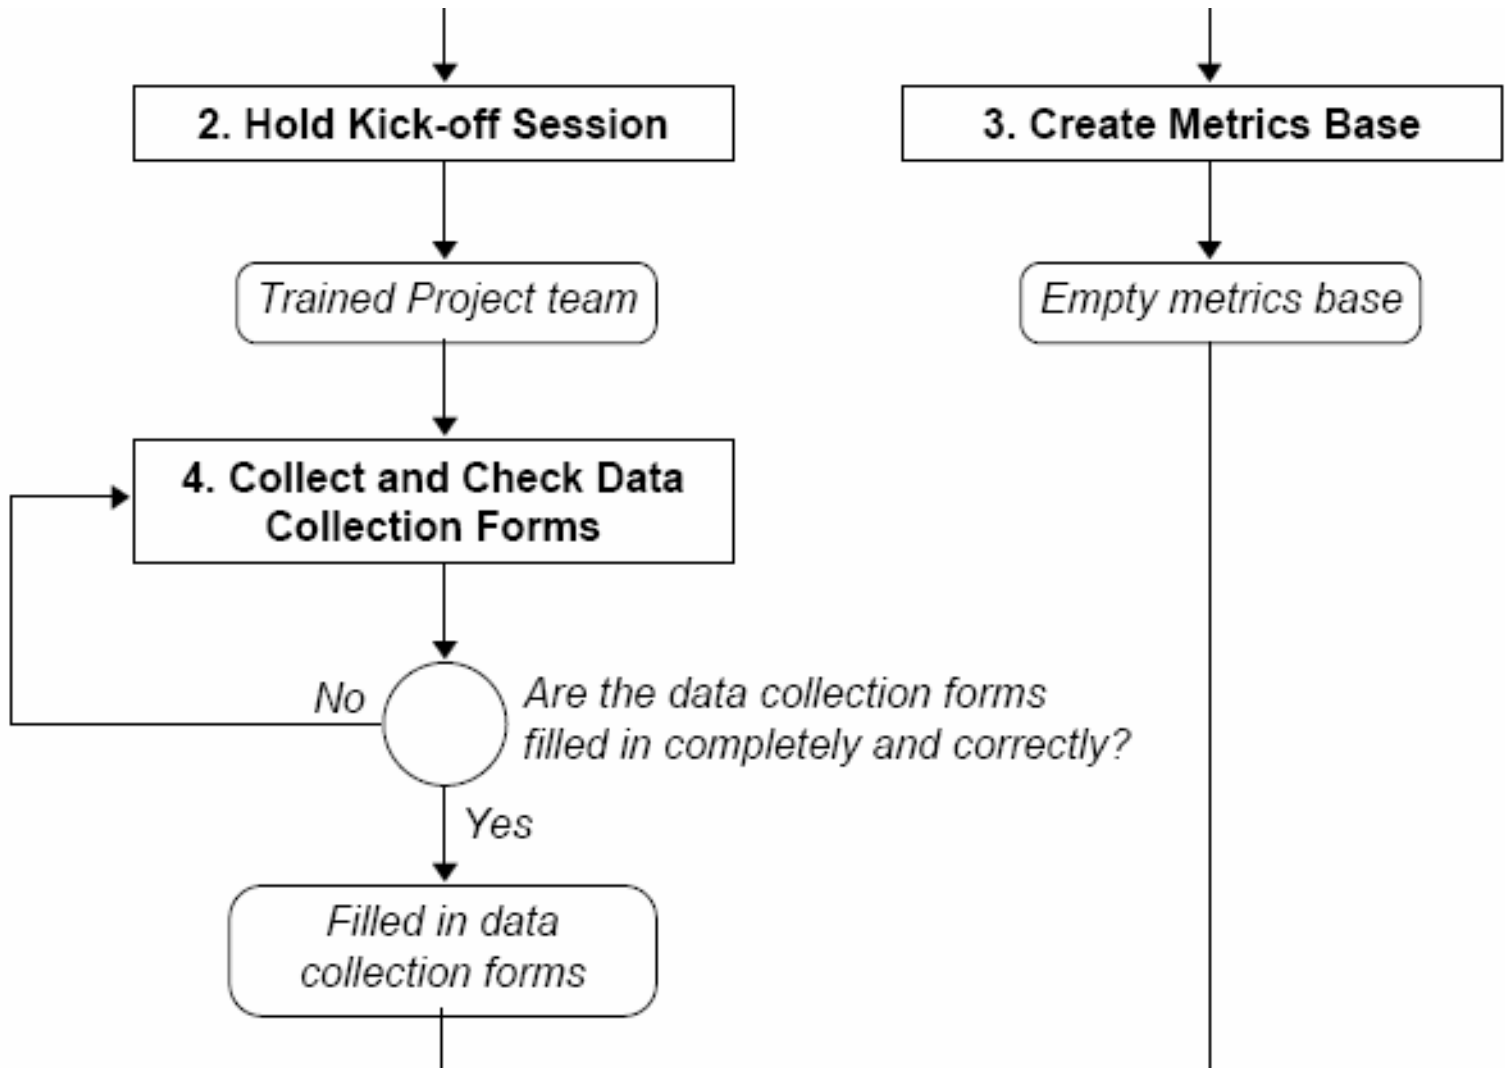 2. Hold Kick-off Session
3. Create Metrics Base
Trained Project team
Empty metrics base
4. Collect and Check Data
Collection Forms
No
Are the data collection forms
filled in completely and correctly?
Yes
Filled in data
collection forms